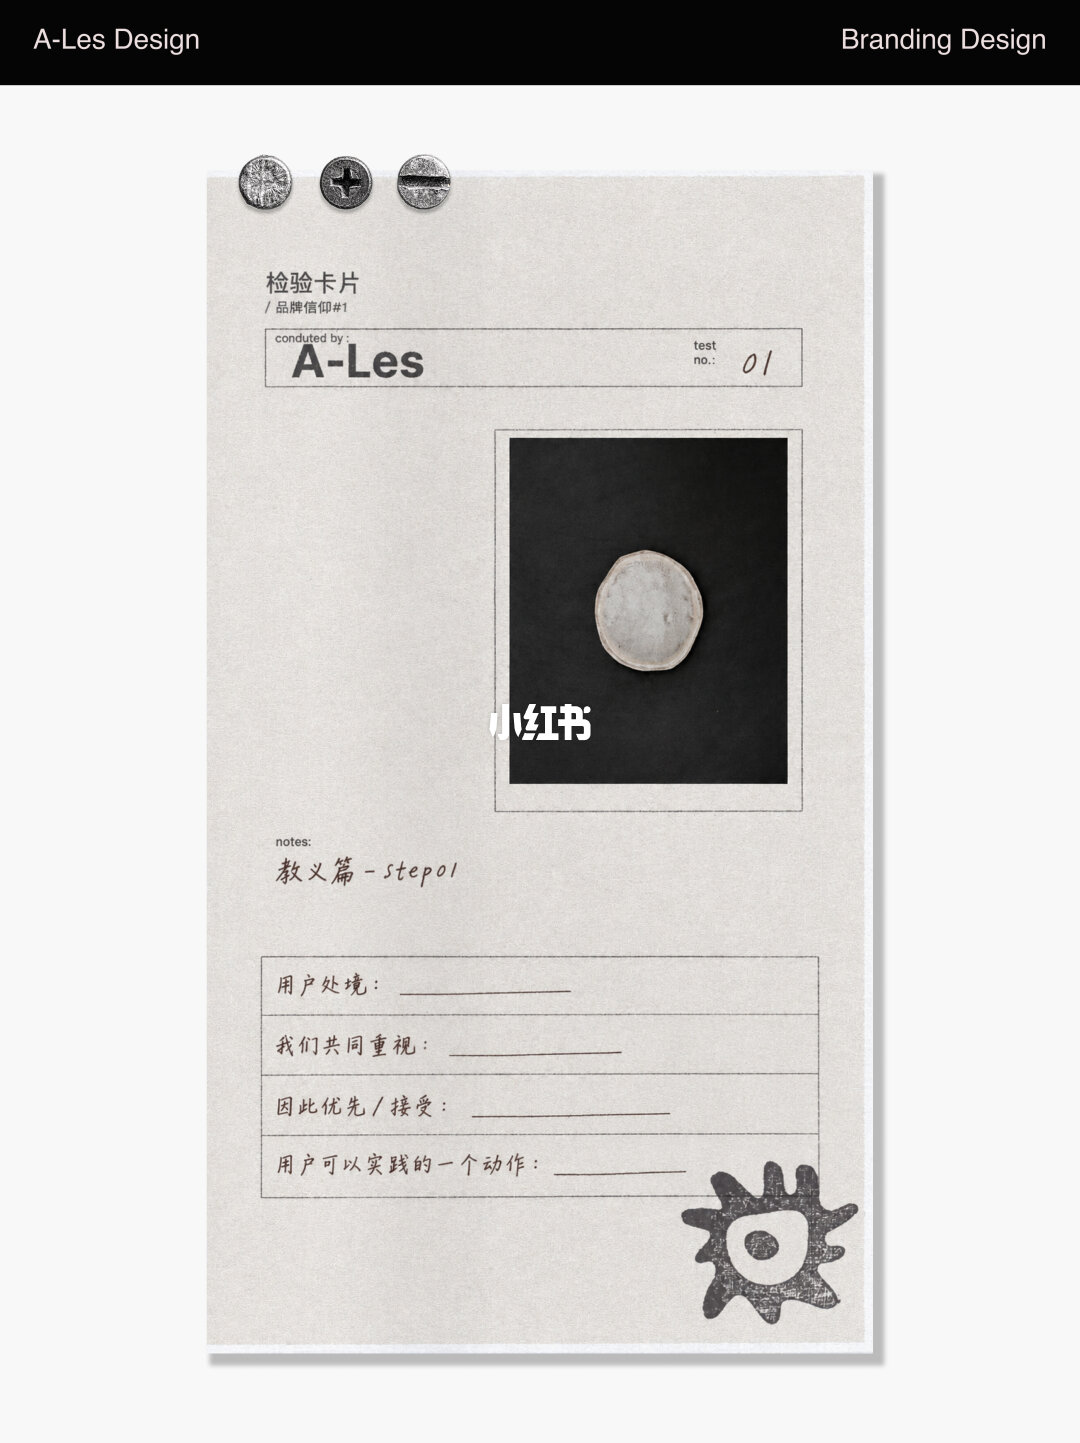 A-Les Design
Branding Design
检验卡片
/ 品牌信仰#1
conduted by :
A-Les
test
no.:
01
小红书
notes:
教义篇 - step01
用户处境：
我们共同重视：
因此优先 / 接受：
用户可以实践的一个动作：